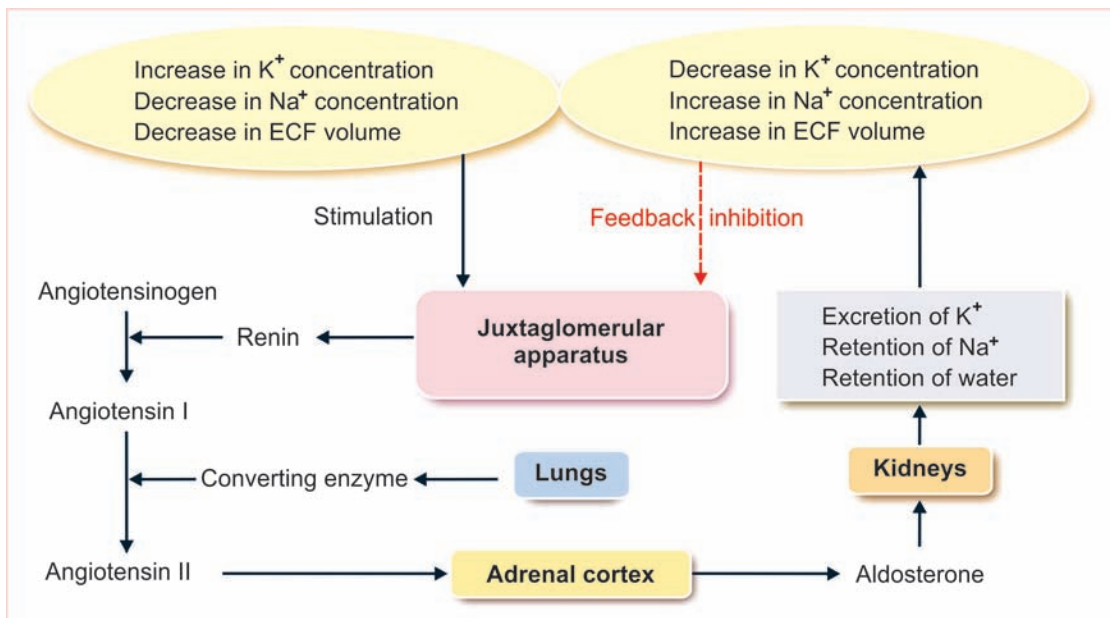 Increase in K⁺ concentration
Decrease in Na⁺ concentration
Decrease in ECF volume
Decrease in K⁺ concentration
Increase in Na⁺ concentration
Increase in ECF volume
Stimulation
Feedback inhibition
Angiotensinogen
Renin
Juxtaglomerular
apparatus
Excretion of K⁺
Retention of Na⁺
Retention of water
Angiotensin I
Converting enzyme
Lungs
Kidneys
Angiotensin II
Adrenal cortex
Aldosterone